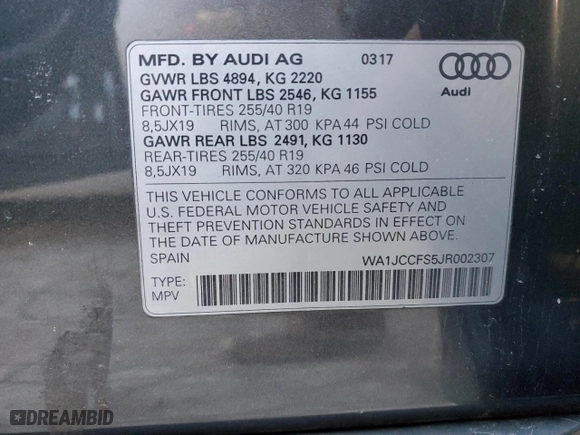 MFD. BY AUDI AG 0317
GVWR LBS 4894, KG 2220
GAWR FRONT LBS 2546, KG 1155
FRONT-TIRES 255/40 R19
8,5JX19 RIMS, AT 300 KPA 44 PSI COLD
GAWR REAR LBS 2491, KG 1130
REAR-TIRES 255/40 R19
8,5JX19 RIMS, AT 320 KPA 46 PSI COLD
Audi
THIS VEHICLE CONFORMS TO ALL APPLICABLE
U.S. FEDERAL MOTOR VEHICLE SAFETY AND
THEFT PREVENTION STANDARDS IN EFFECT ON
THE DATE OF MANUFACTURE SHOWN ABOVE.
SPAIN WA1JCCFS5JR002307
TYPE:
MPV
DREAMBID